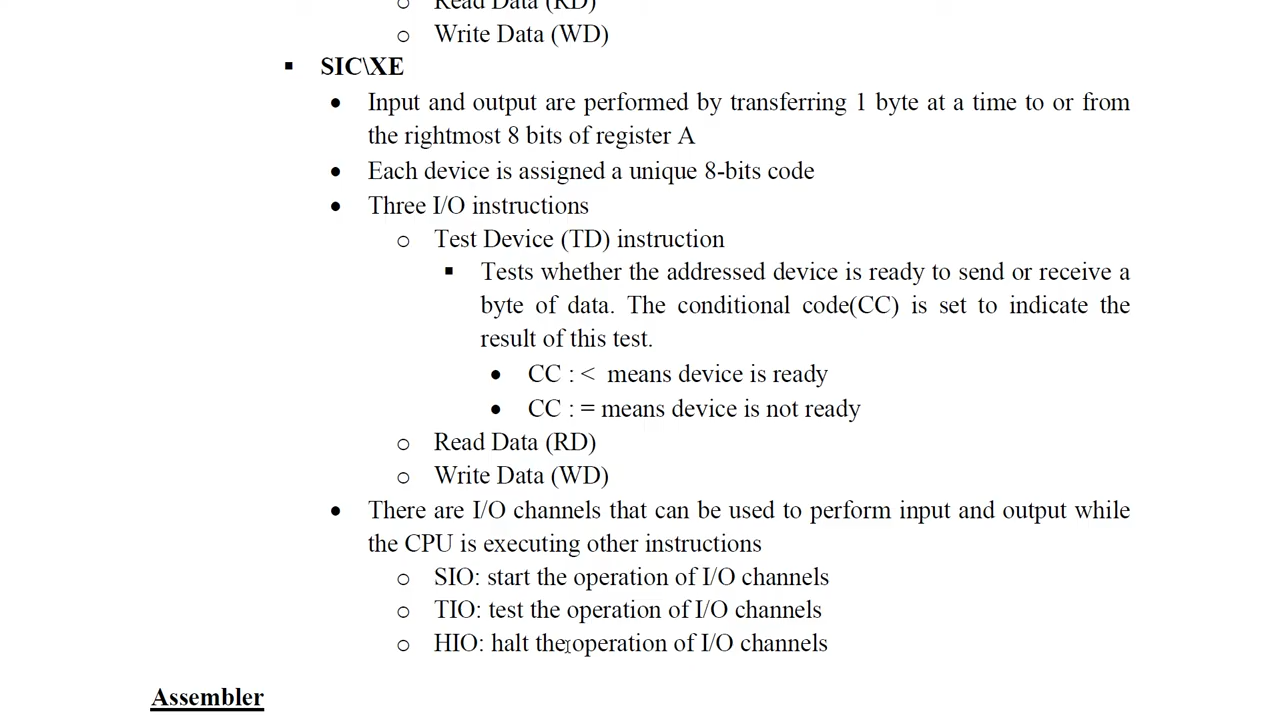 Read Data (RD)
Write Data (WD)
SIC\XE
Input and output are performed by transferring 1 byte at a time to or from
the rightmost 8 bits of register A
Each device is assigned a unique 8-bits code
Three I/O instructions
Test Device (TD) instruction
Tests whether the addressed device is ready to send or receive a
byte of data. The conditional code(CC) is set to indicate the
result of this test.
CC : < means device is ready
CC : = means device is not ready
Read Data (RD)
Write Data (WD)
There are I/O channels that can be used to perform input and output while
the CPU is executing other instructions
SIO: start the operation of I/O channels
TIO: test the operation of I/O channels
HIO: halt the operation of I/O channels
Assembler